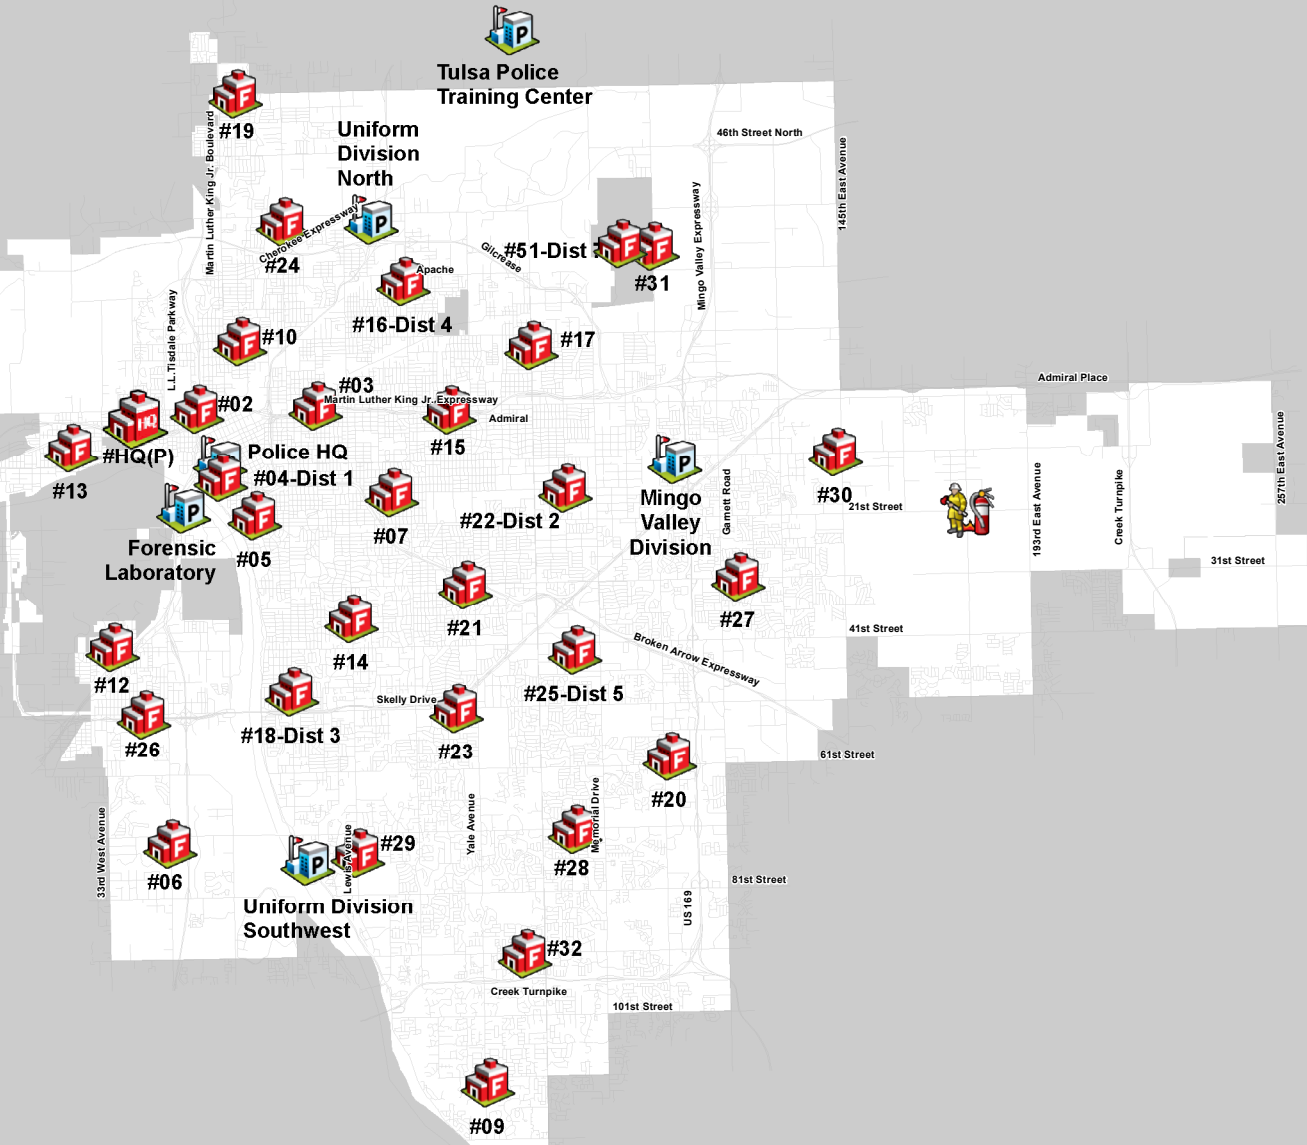 Tulsa Police
Training Center
#19
Uniform
Division
North
46th Street North
Martin Luther King Jr. Boulevard
145th East Avenue
Mingo Valley Expressway
Cherokee Expressway
#24
#51-Dist
#31
Gilcrease
Apache
#16-Dist 4
L.L.Tisdale Parkway
#10
#17
Admiral Place
#03
Martin Luther King Jr. Expressway
#02
Admiral
#15
#HQ(P)
Police HQ
#04-Dist 1
#13
#30
21st Street
193rd East Avenue
Creek Turnpike
257th East Avenue
Garnett Road
Mingo
Valley
Division
#22-Dist 2
#07
Forensic
Laboratory
#05
31st Street
#27
#21
41st Street
#14
Broken Arrow Expressway
#12
#25-Dist 5
Skelly Drive
#18-Dist 3
#26
#23
61st Street
#20
33rd West Avenue
Yale Avenue
Memorial Drive
#29
Lewis Avenue
#28
#06
81st Street
US 169
Uniform Division
Southwest
#32
Creek Turnpike
101st Street
#09
F
P
HQ